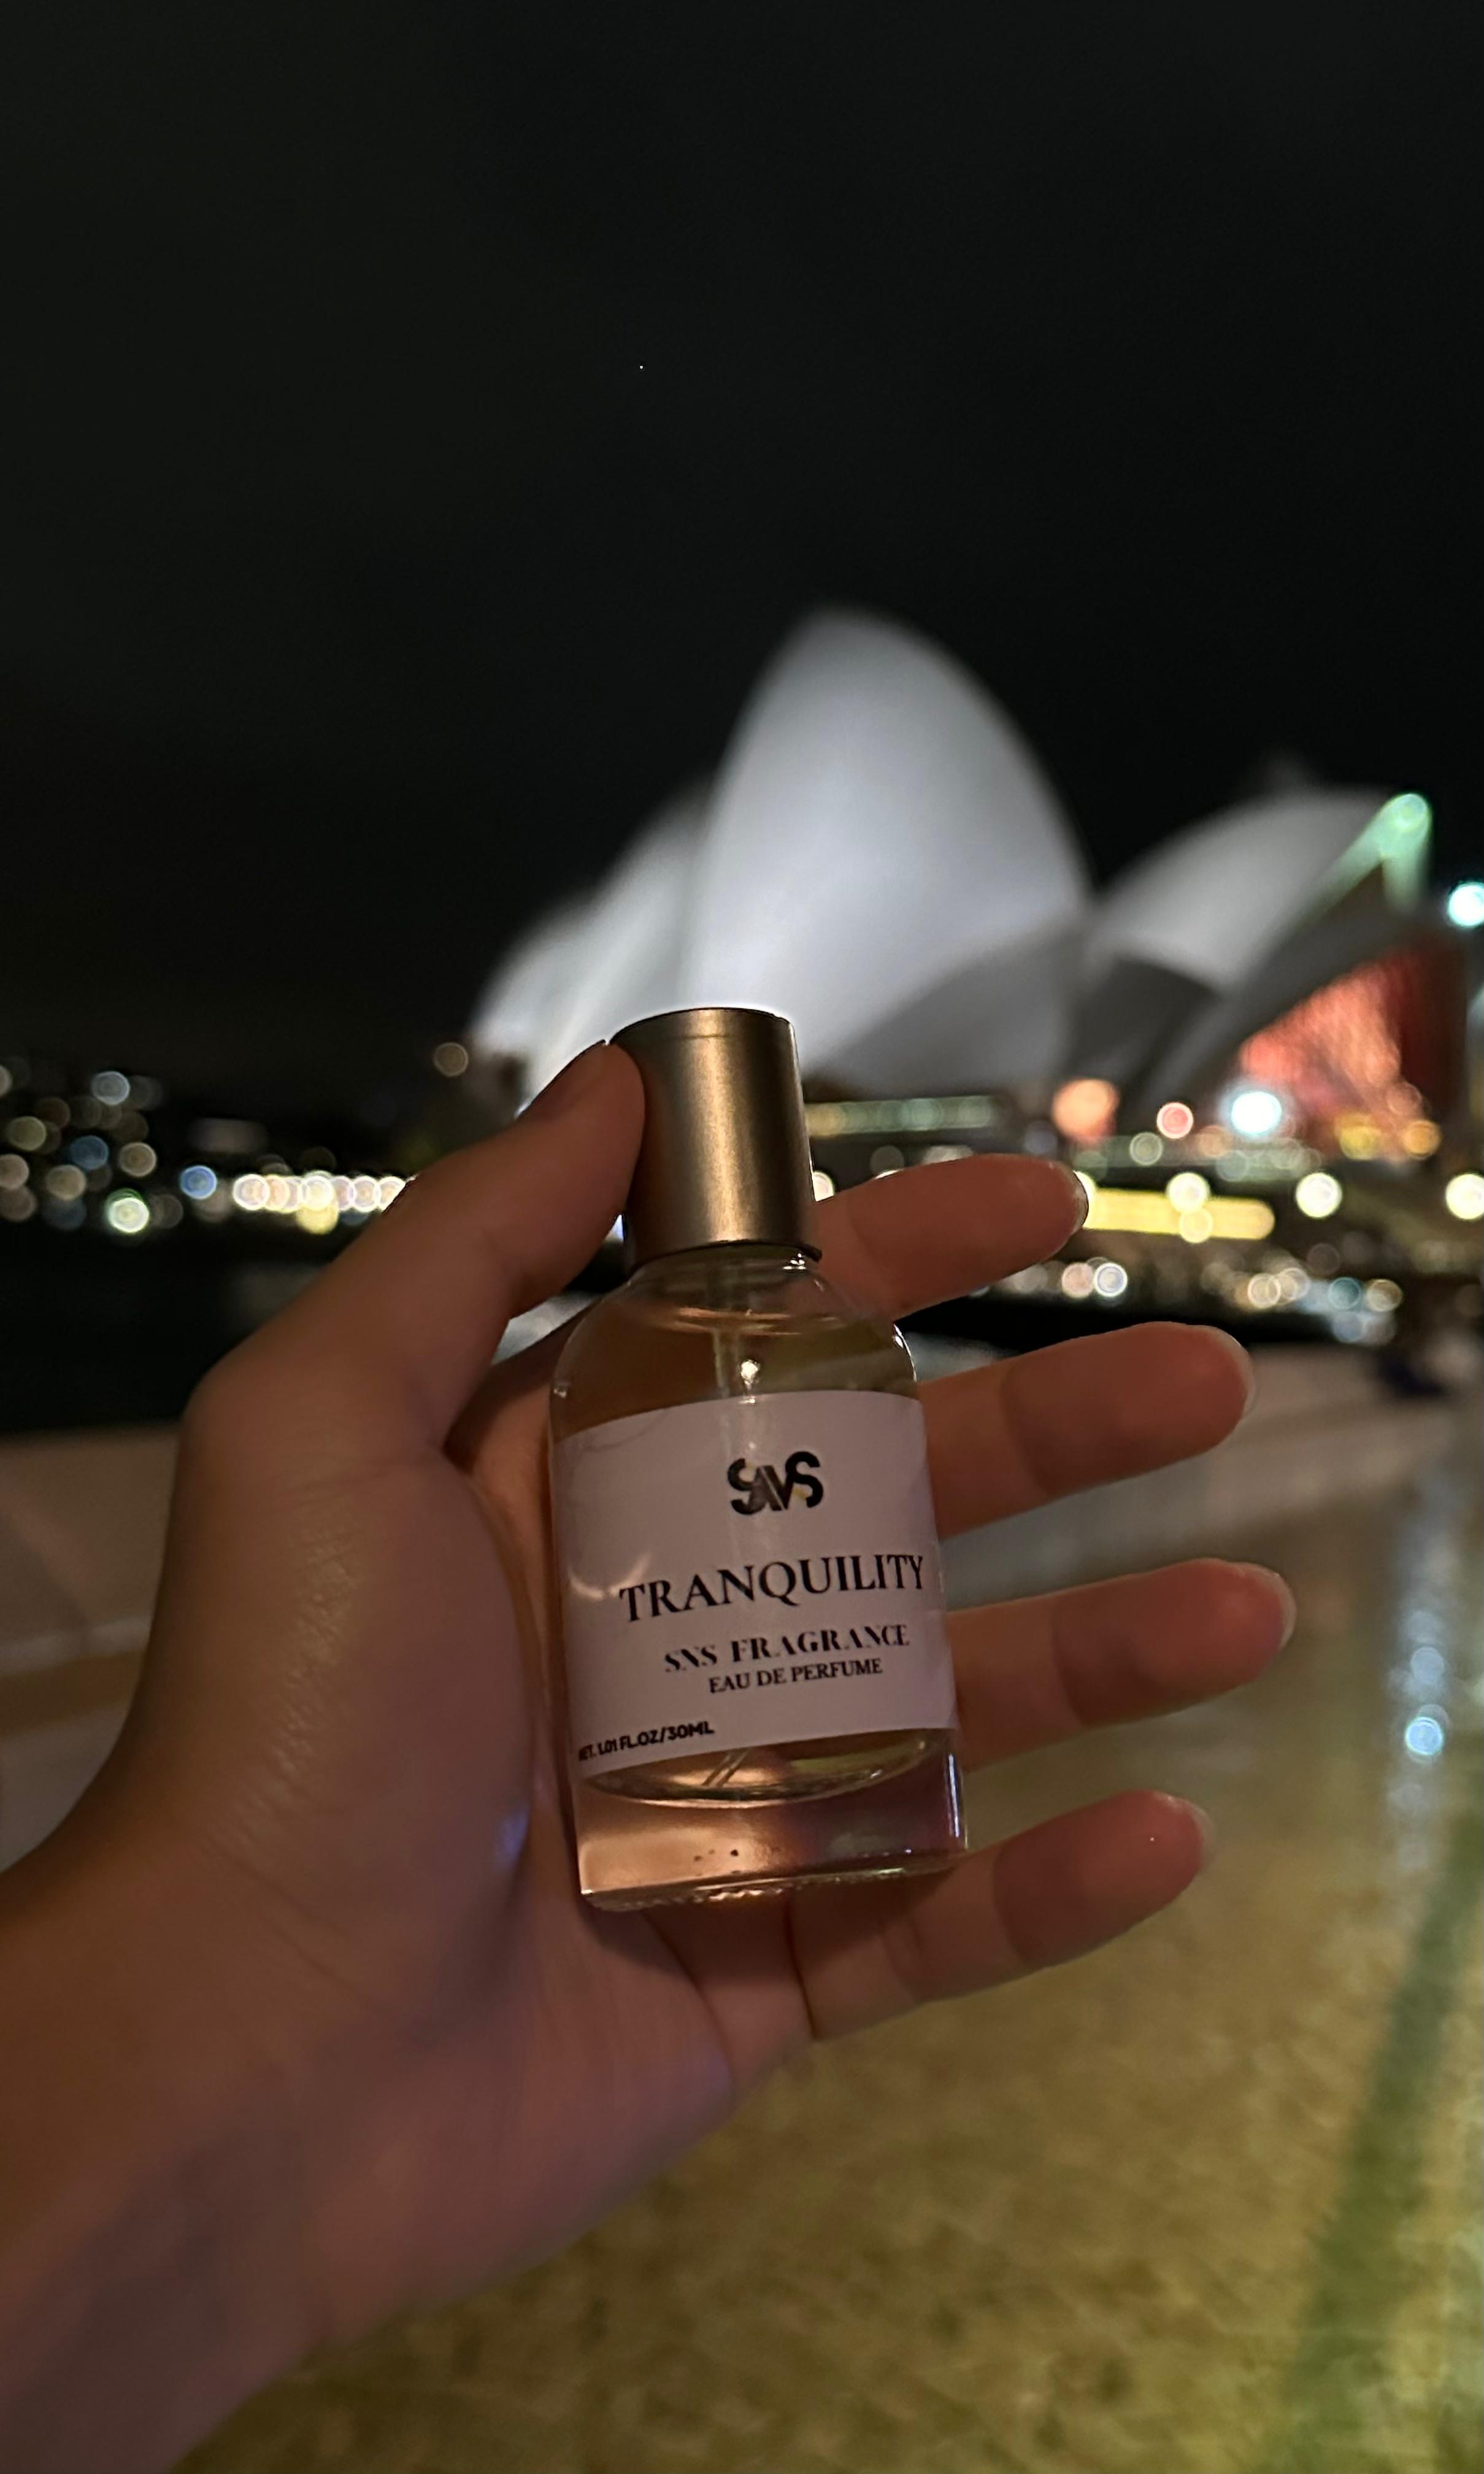 SNS
TRANQUILITY
SNS FRAGRANCE
EAU DE PERFUME
NET. 1.01 FL.OZ/30ML